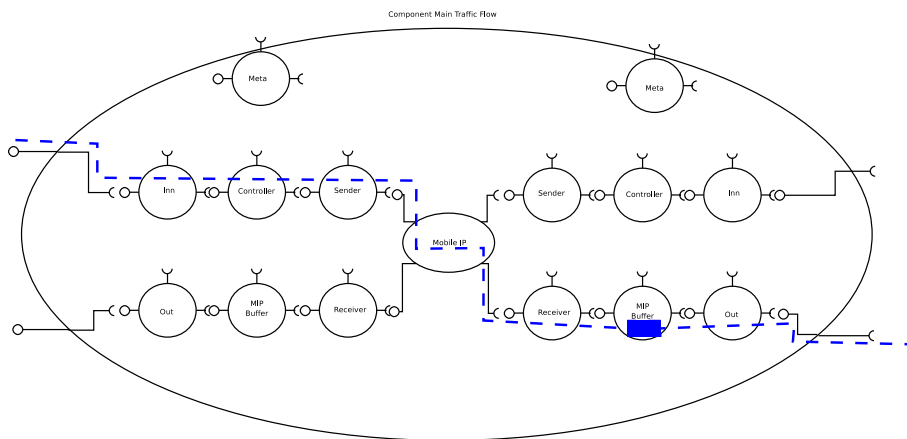 Component Main Traffic Flow
Meta
Meta
Inn
Controller
Sender
Sender
Controller
Inn
Mobile IP
Out
MIP
Buffer
Receiver
Receiver
MIP
Buffer
Out